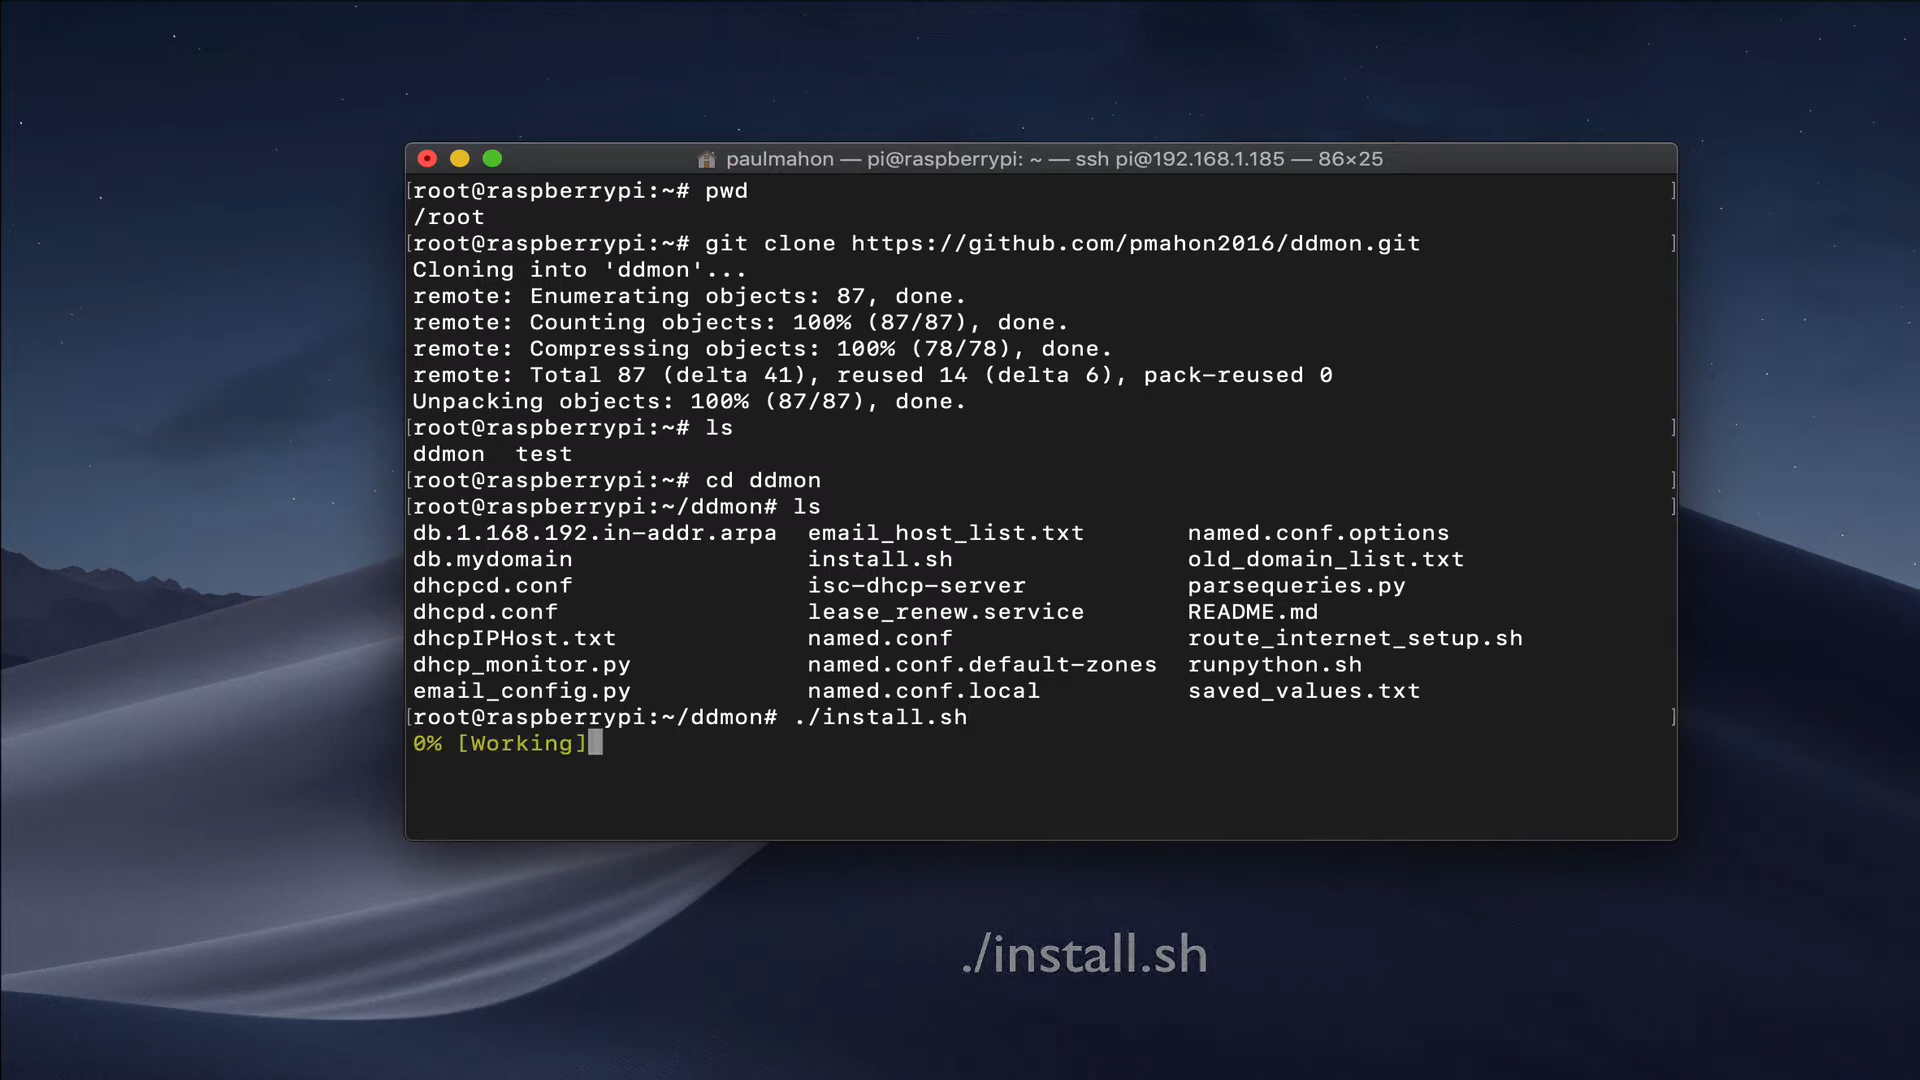 paulmahon — pi@raspberrypi: ~ — ssh pi@192.168.1.185 — 86×25
[root@raspberrypi:~# pwd ]
/root
[root@raspberrypi:~# git clone https://github.com/pmahon2016/ddmon.git ]
Cloning into 'ddmon'...
remote: Enumerating objects: 87, done.
remote: Counting objects: 100% (87/87), done.
remote: Compressing objects: 100% (78/78), done.
remote: Total 87 (delta 41), reused 14 (delta 6), pack-reused 0
Unpacking objects: 100% (87/87), done.
[root@raspberrypi:~# ls ]
ddmon  test
[root@raspberrypi:~# cd ddmon ]
[root@raspberrypi:~/ddmon# ls ]
db.1.168.192.in-addr.arpa  email_host_list.txt  named.conf.options
db.mydomain  install.sh  old_domain_list.txt
dhcpcd.conf  isc-dhcp-server  parsequeries.py
dhcpd.conf  lease_renew.service  README.md
dhcpIPHost.txt  named.conf  route_internet_setup.sh
dhcp_monitor.py  named.conf.default-zones  runpython.sh
email_config.py  named.conf.local  saved_values.txt
[root@raspberrypi:~/ddmon# ./install.sh ]
0% [Working]
./install.sh